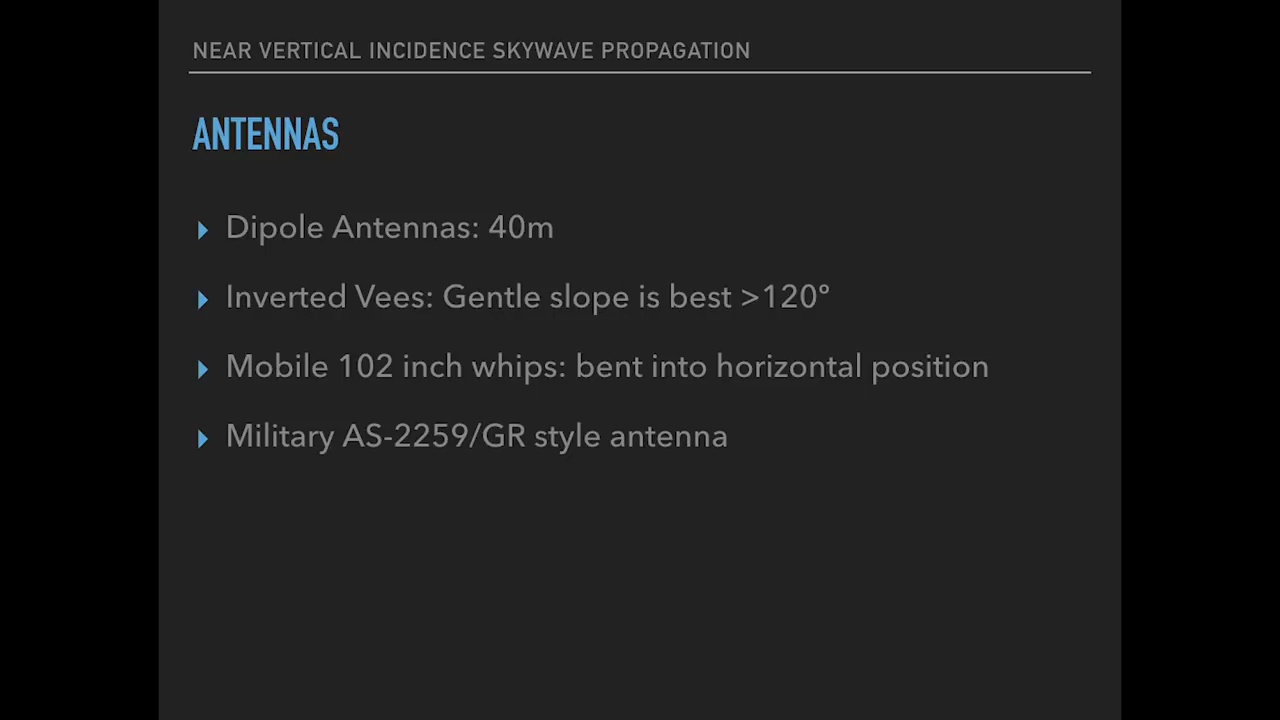 NEAR VERTICAL INCIDENCE SKYWAVE PROPAGATION
ANTENNAS
Dipole Antennas: 40m
Inverted Vees: Gentle slope is best >120º
Mobile 102 inch whips: bent into horizontal position
Military AS-2259/GR style antenna